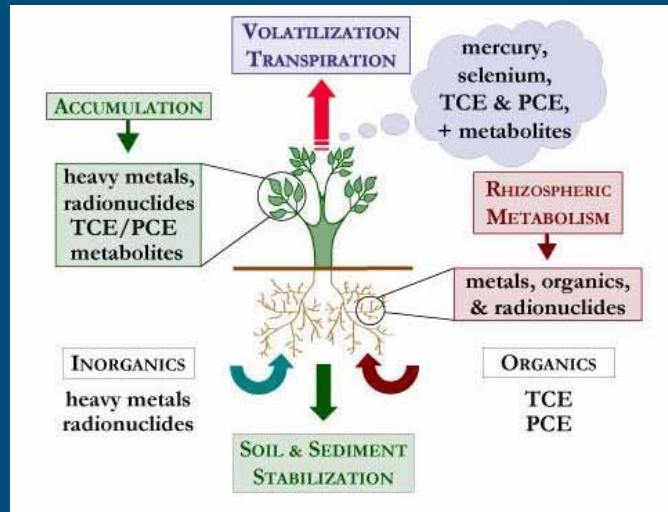 VOLATILIZATION
TRANSPIRATION
mercury,
selenium,
TCE & PCE,
+ metabolites
ACCUMULATION
heavy metals,
radionuclides
TCE/PCE
metabolites
RHIZOSPHERIC
METABOLISM
metals, organics,
& radionuclides
INORGANICS
heavy metals
radionuclides
ORGANICS
TCE
PCE
SOIL & SEDIMENT
STABILIZATION